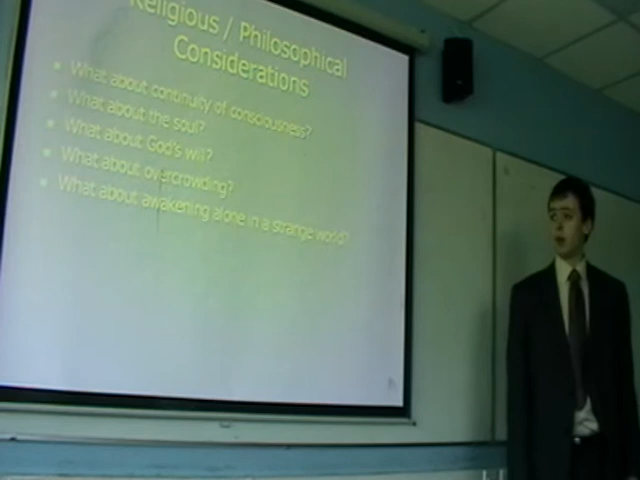 Religious / Philosophical
Considerations
What about continuity of consciousness?
What about the soul?
What about God's will?
What about overcrowding?
What about awakening alone in a strange world?